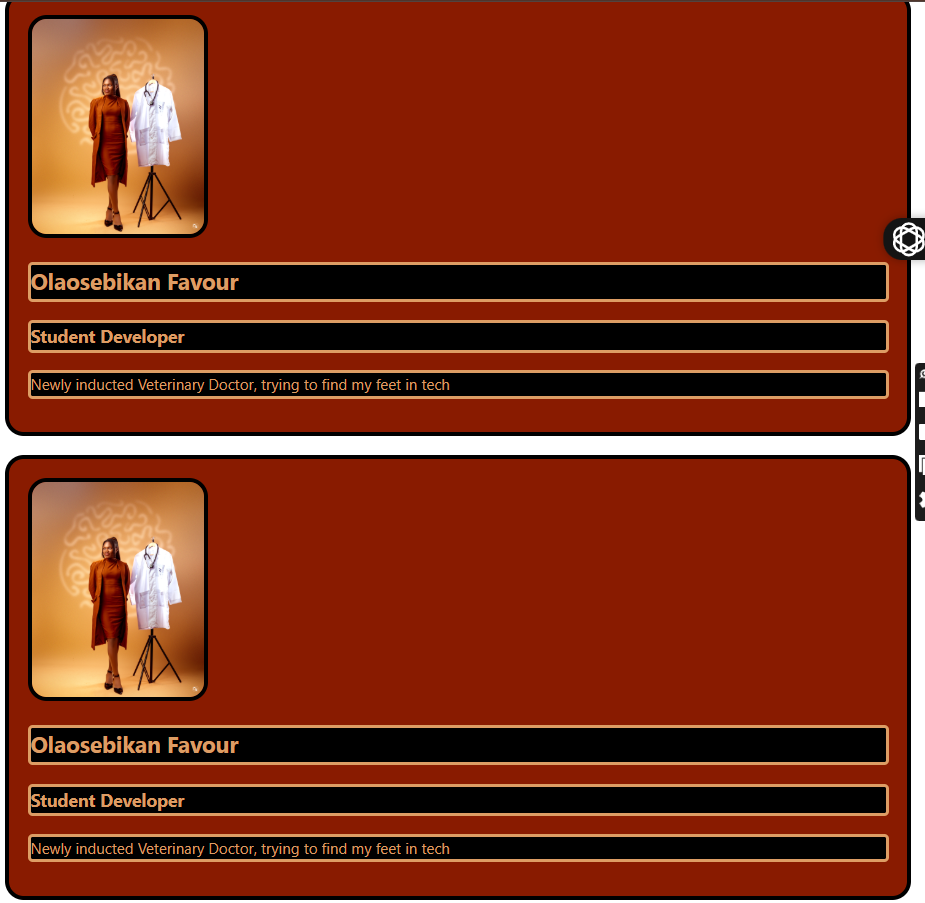 Olaosebikan Favour
Student Developer
Newly inducted Veterinary Doctor, trying to find my feet in tech
Olaosebikan Favour
Student Developer
Newly inducted Veterinary Doctor, trying to find my feet in tech